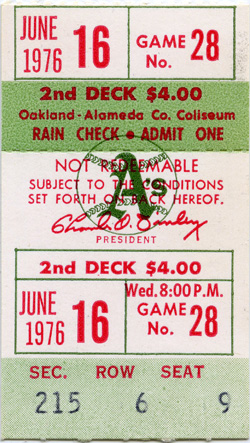 JUNE 16 GAME 28
1976 No.
2nd DECK $4.00
Oakland-Alameda Co. Coliseum
RAIN CHECK • ADMIT ONE
NOT REDEEMABLE
A's
SUBJECT TO THE CONDITIONS
SET FORTH ON BACK HEREOF.
Charles O. Finley
PRESIDENT
2nd DECK $4.00
JUNE 16 Wed. 8:00 P.M.
1976 GAME No. 28
SEC. ROW SEAT
215 6 9